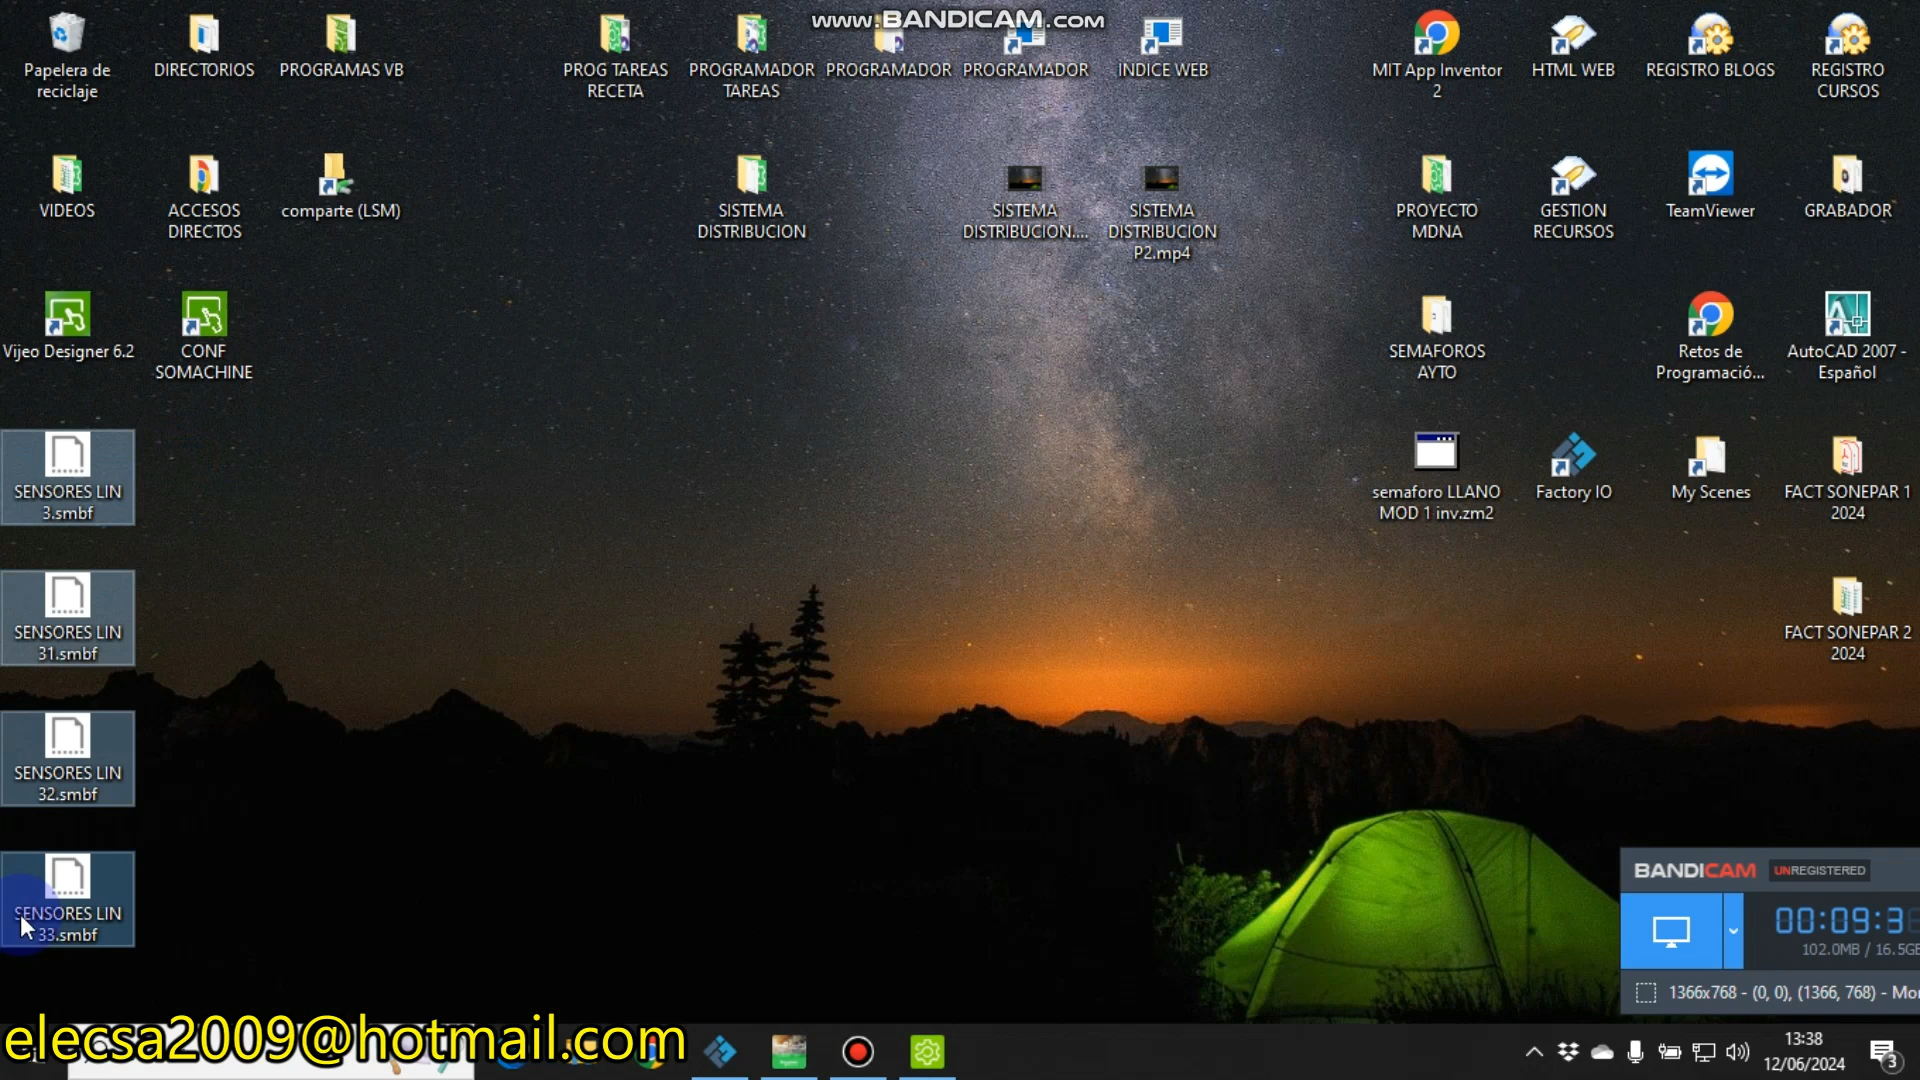 www.BANDICAM.com
Papelera de
reciclaje
DIRECTORIOS
PROGRAMAS VB
PROG TAREAS
RECETA
PROGRAMADOR
TAREAS
PROGRAMADOR
PROGRAMADOR
INDICE WEB
MIT App Inventor
2
HTML WEB
REGISTRO BLOGS
REGISTRO
CURSOS
VIDEOS
ACCESOS
DIRECTOS
comparte (LSM)
SISTEMA
DISTRIBUCION
SISTEMA
DISTRIBUCION....
SISTEMA
DISTRIBUCION
P2.mp4
PROYECTO
MDNA
GESTION
RECURSOS
TeamViewer
GRABADOR
Vijeo Designer 6.2
CONF
SOMACHINE
SEMAFOROS
AYTO
Retos de
Programació...
AutoCAD 2007 -
Español
SENSORES LIN
3.smbf
semaforo LLANO
MOD 1 inv.zm2
Factory IO
My Scenes
FACT SONEPAR 1
2024
SENSORES LIN
31.smbf
FACT SONEPAR 2
2024
SENSORES LIN
32.smbf
SENSORES LIN
33.smbf
BANDICAM UNREGISTERED
00:09:3
102.0MB / 16.5GB
1366x768 - (0, 0), (1366, 768) - Mo
elecsa2009@hotmail.com
13:38
12/06/2024
3